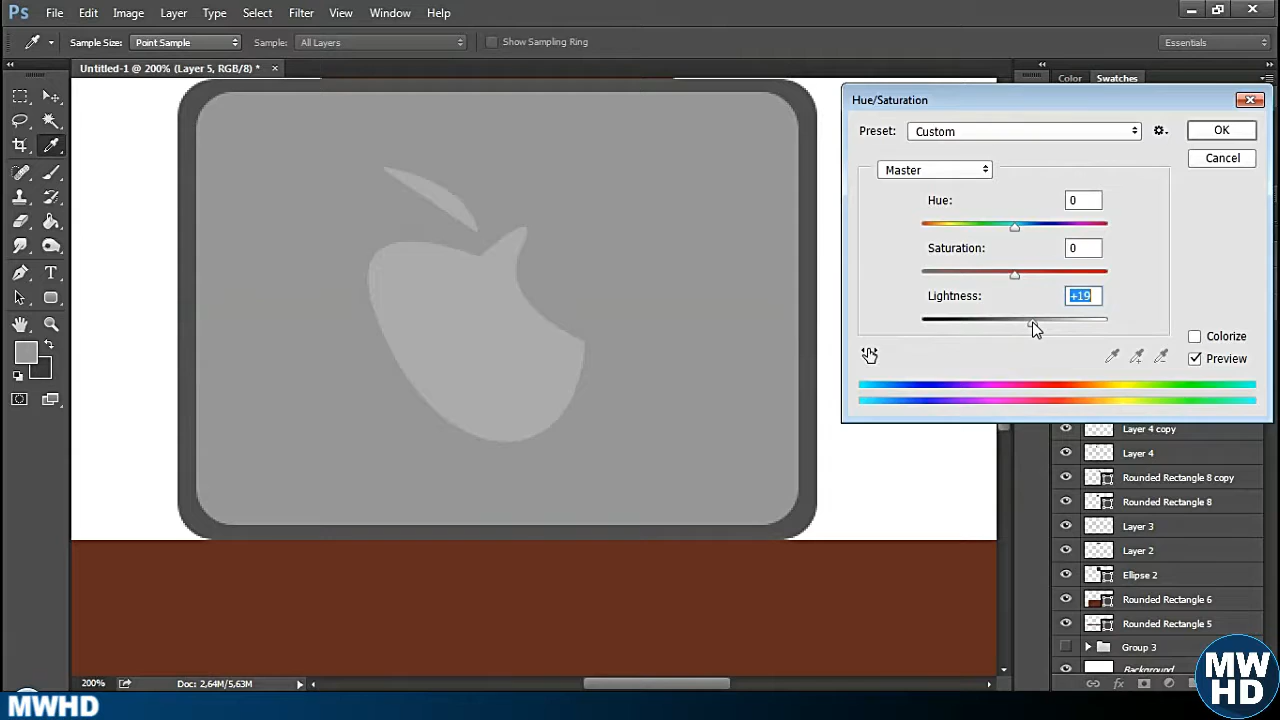 Ps File Edit Image Layer Type Select Filter View Window Help
Sample Size: Point Sample Sample: All Layers Show Sampling Ring Essentials
Untitled-1 @ 200% (Layer 5, RGB/8) *
Color Swatches
Hue/Saturation
Preset: Custom OK
Cancel
Master
Hue: 0
Saturation: 0
Lightness: +19
Colorize
Preview
Layer 4 copy
Layer 4
Rounded Rectangle 8 copy
Rounded Rectangle 8
Layer 3
Layer 2
Ellipse 2
Rounded Rectangle 6
Rounded Rectangle 5
Group 3
Background
200% Doc: 2,64M/5,63M
fx
MWHD
MW
HD